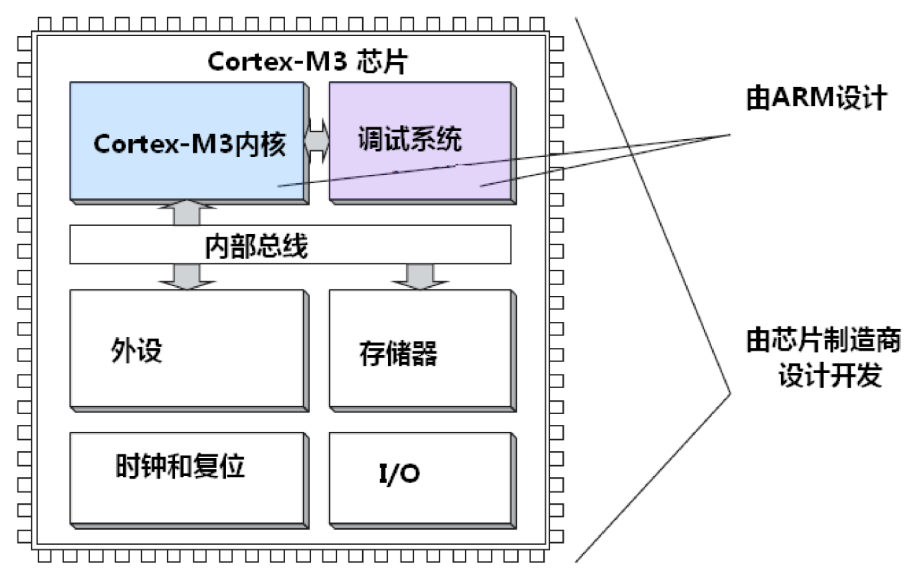 Cortex-M3 芯片
Cortex-M3内核
调试系统
由ARM设计
内部总线
外设
存储器
由芯片制造商
设计开发
时钟和复位
I/O